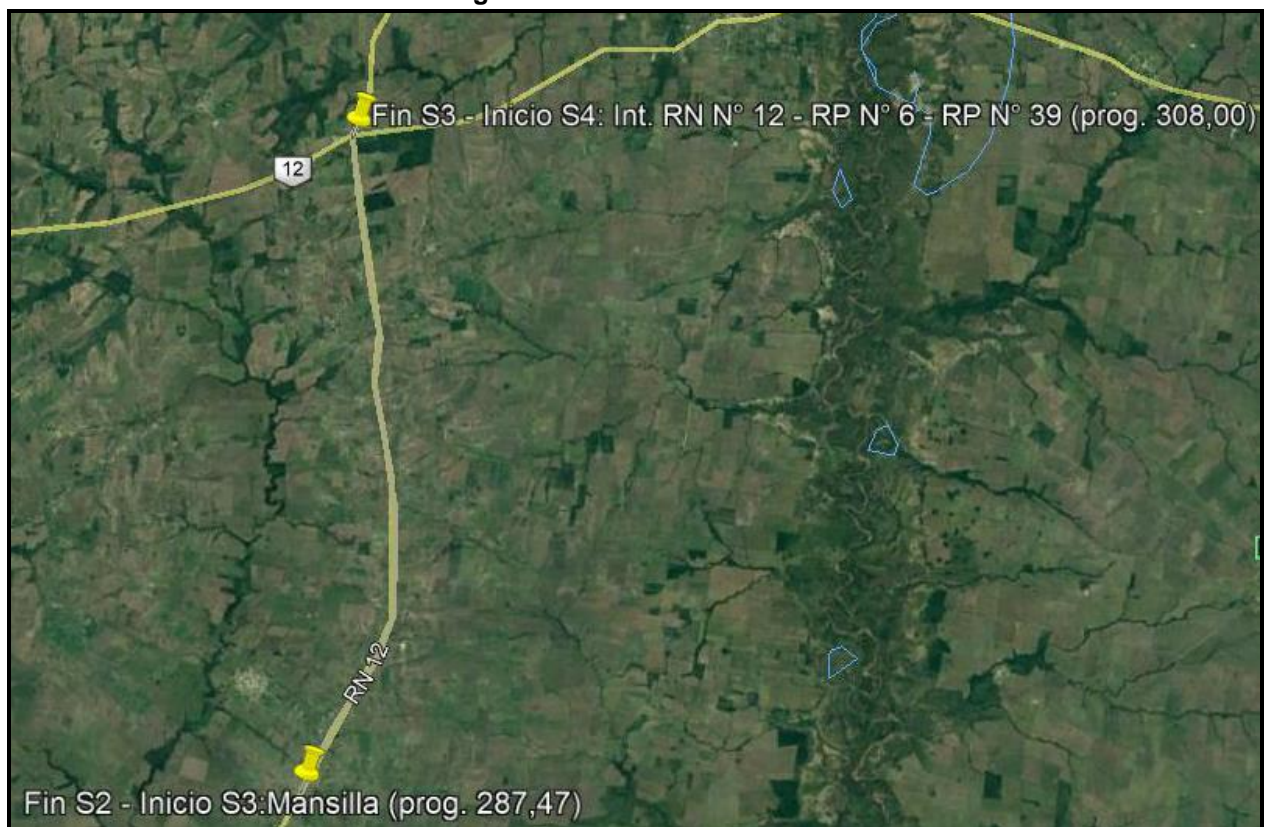 Fin S3 - Inicio S4: Int. RN N° 12 - RP N° 6 - RP N° 39 (prog. 308,00)
12
RN 12
Fin S2 - Inicio S3:Mansilla (prog. 287,47)